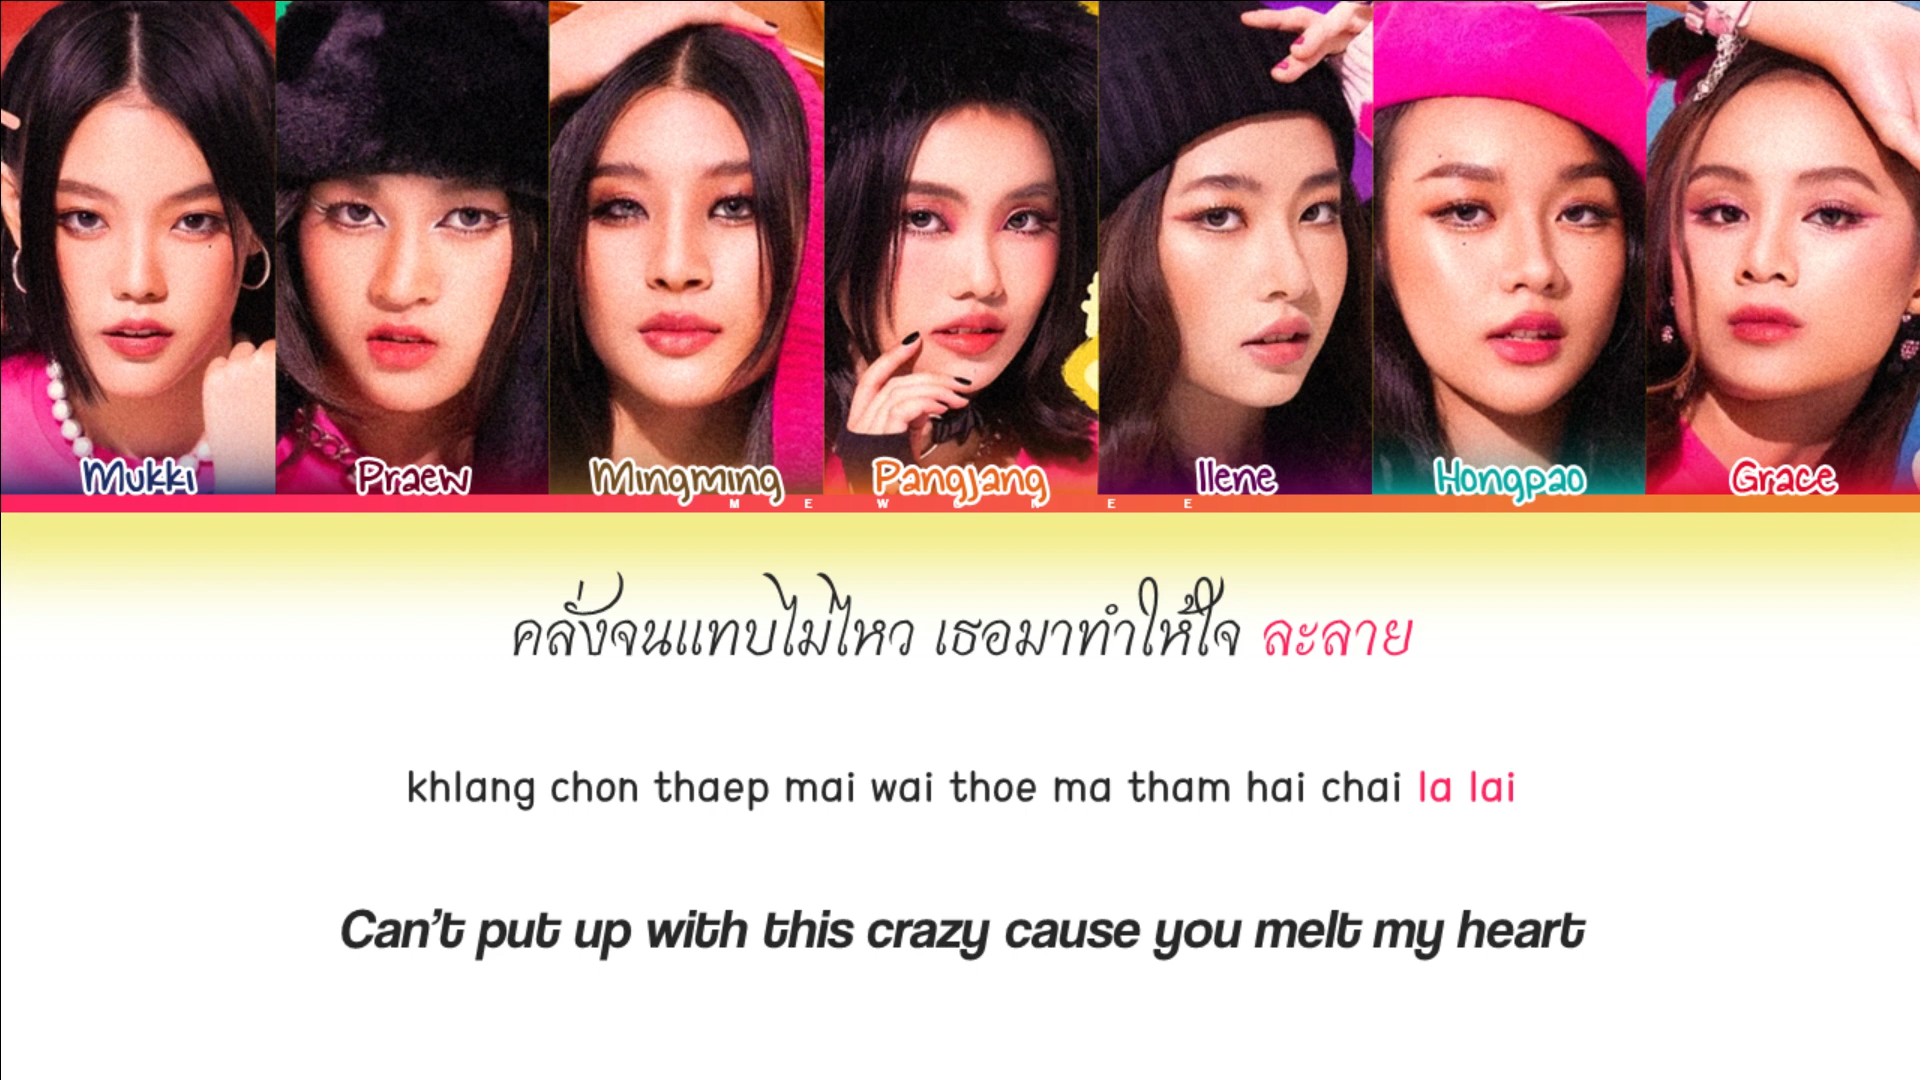 Mukki Praew Mingming Pangjang Ilene Hongpao Grace
M E W N E E
คลั่งจนแทบไม่ไหว เธอมาทำให้ใจ ละลาย
khlang chon thaep mai wai thoe ma tham hai chai la lai
Can't put up with this crazy cause you melt my heart